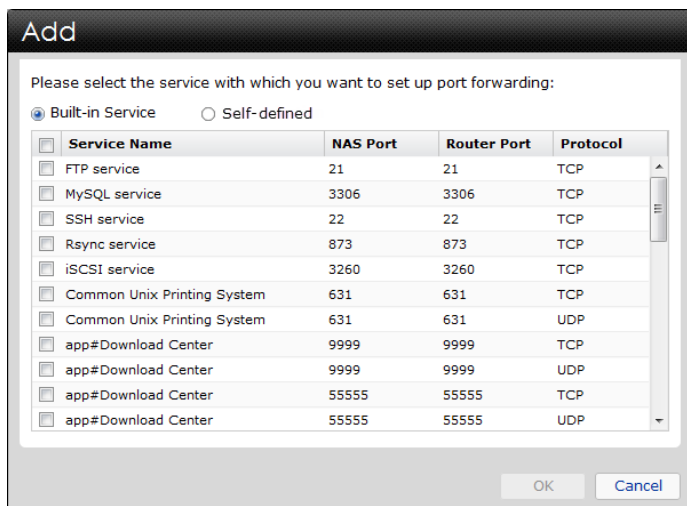 Add
Please select the service with which you want to set up port forwarding:
Built-in Service Self-defined
Service Name NAS Port Router Port Protocol
FTP service 21 21 TCP
MySQL service 3306 3306 TCP
SSH service 22 22 TCP
Rsync service 873 873 TCP
iSCSI service 3260 3260 TCP
Common Unix Printing System 631 631 TCP
Common Unix Printing System 631 631 UDP
app#Download Center 9999 9999 TCP
app#Download Center 9999 9999 UDP
app#Download Center 55555 55555 TCP
app#Download Center 55555 55555 UDP
OK Cancel